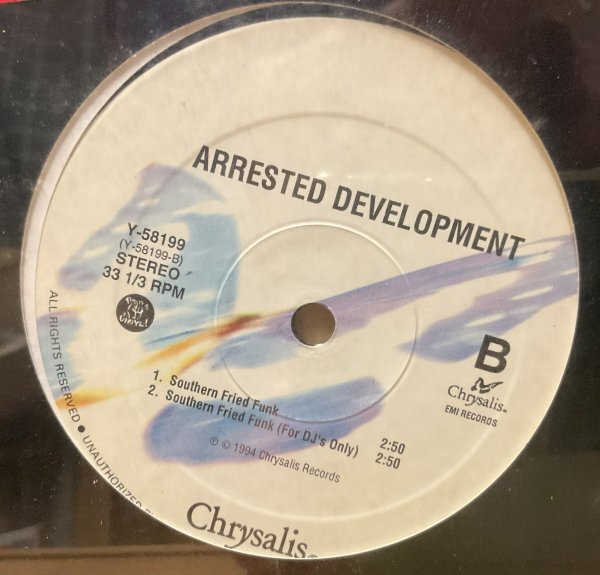 ARRESTED DEVELOPMENT
Y-58199
(Y-58199-B)
STEREO
33 1/3 RPM
VINYL!
B
Chrysalis
EMI RECORDS
1. Southern Fried Funk 2:50
2. Southern Fried Funk (For DJ's Only) 2:50
℗ © 1994 Chrysalis Records
ALL RIGHTS RESERVED ● UNAUTHORIZED
Chrysalis